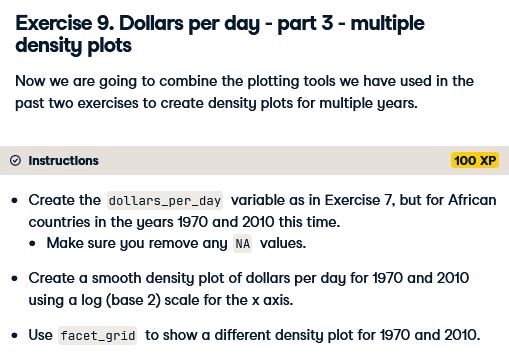 Exercise 9. Dollars per day - part 3 - multiple
density plots
Now we are going to combine the plotting tools we have used in the
past two exercises to create density plots for multiple years.
Instructions 100 XP
• Create the dollars_per_day variable as in Exercise 7, but for African
countries in the years 1970 and 2010 this time.
• Make sure you remove any NA values.
• Create a smooth density plot of dollars per day for 1970 and 2010
using a log (base 2) scale for the x axis.
• Use facet_grid to show a different density plot for 1970 and 2010.